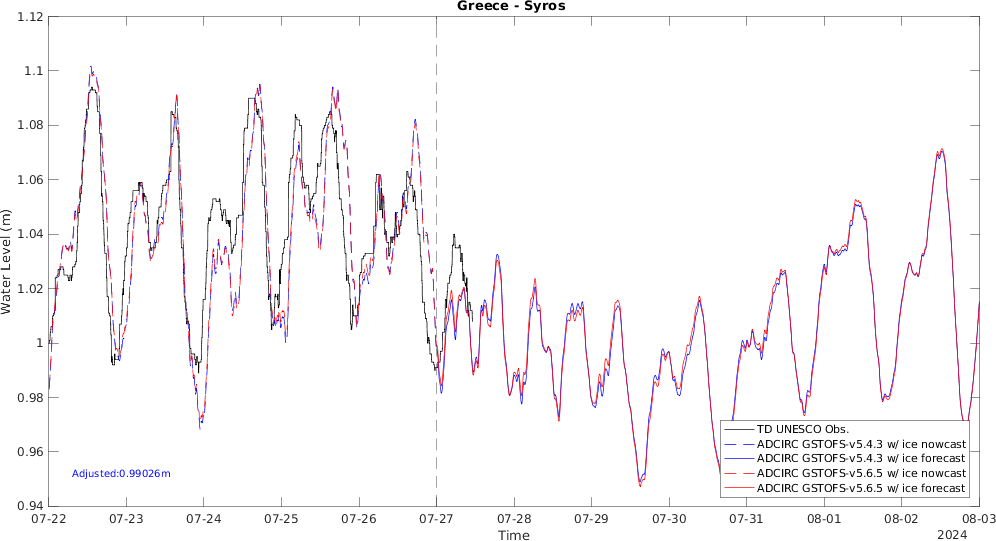 Greece - Syros
1.12
1.1
1.08
1.06
1.04
1.02
1
0.98
0.96
0.94
Water Level (m)
Adjusted:0.99026m
TD UNESCO Obs.
ADCIRC GSTOFS-v5.4.3 w/ ice nowcast
ADCIRC GSTOFS-v5.4.3 w/ ice forecast
ADCIRC GSTOFS-v5.6.5 w/ ice nowcast
ADCIRC GSTOFS-v5.6.5 w/ ice forecast
07-22 07-23 07-24 07-25 07-26 07-27 07-28 07-29 07-30 07-31 08-01 08-02 08-03
Time
2024